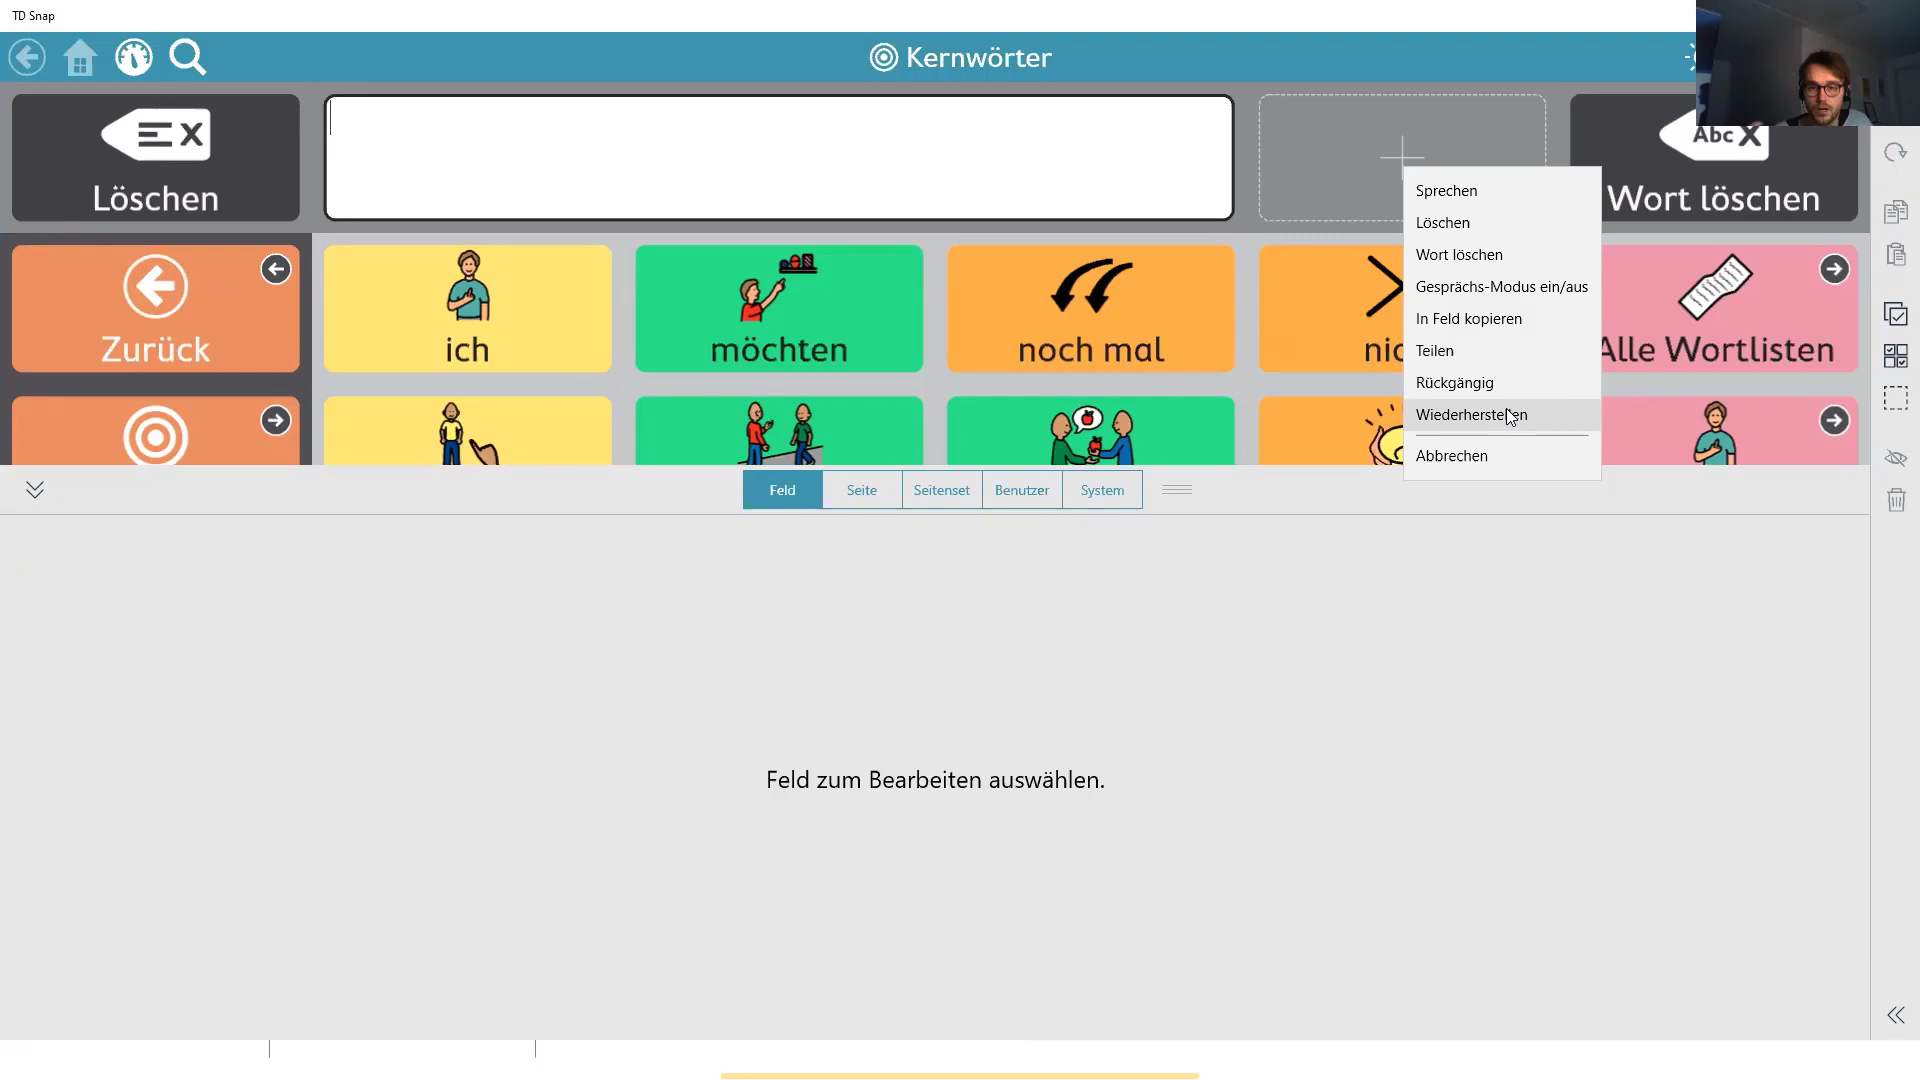 TD Snap
Kernwörter
Löschen
Abc
Wort löschen
Zurück
ich
möchten
noch mal
Alle Wortlisten
Sprechen
Löschen
Wort löschen
Gesprächs-Modus ein/aus
In Feld kopieren
Teilen
Rückgängig
Wiederherstellen
Abbrechen
Feld
Seite
Seitenset
Benutzer
System
Feld zum Bearbeiten auswählen.